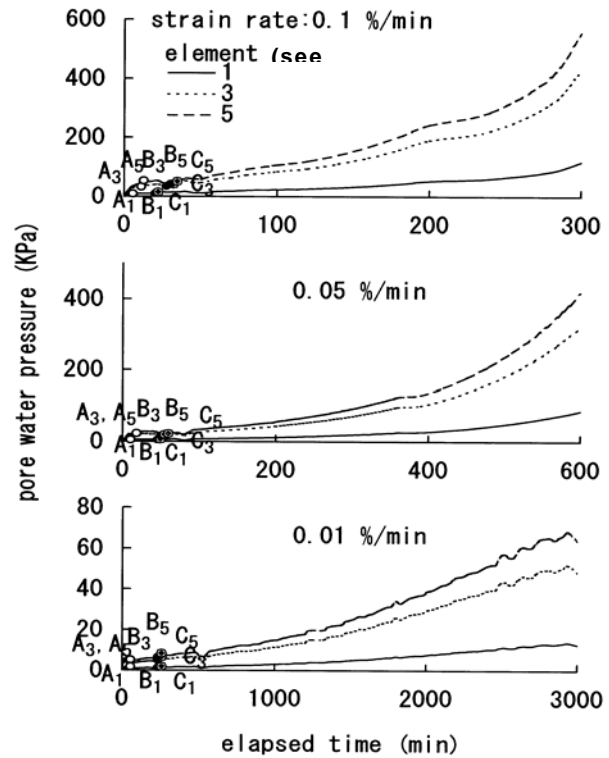 strain rate:0.1 %/min
element (see
1
3
5
600
400
200
0
A3 A5 B3 B5 C5
A1 B1 C1 C3
0 100 200 300
0.05 %/min
400
200
0
A3, A5 B3 B5 C5
A1 B1 C1 C3
0 200 400 600
0.01 %/min
80
60
40
20
0
A3, A5 B3 B5 C5
A1 B1 C1 C3
0 1000 2000 3000
pore water pressure (KPa)
elapsed time (min)